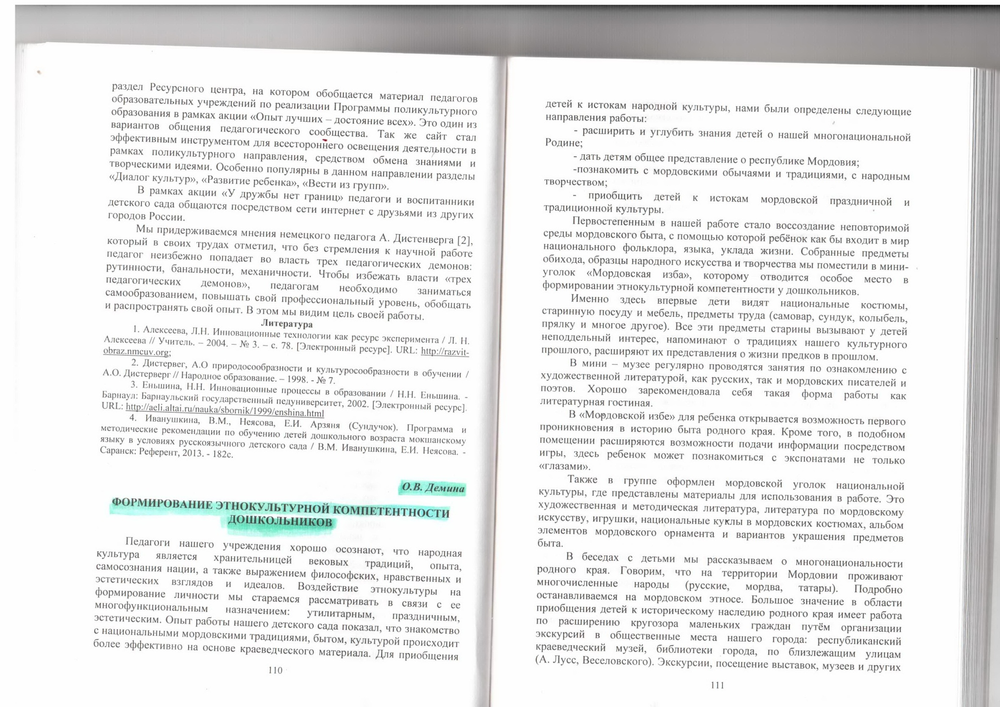 раздел Ресурсного центра, на котором обобщается материал педагогов
образовательных учреждений по реализации Программы поликультурного
образования в рамках акции «Опыт лучших – достояние всех». Это один из
вариантов общения педагогического сообщества. Так же сайт стал
эффективным инструментом для всестороннего освещения деятельности в
рамках поликультурного направления, средством обмена знаниями и
творческими идеями. Особенно популярны в данном направлении разделы
«Диалог культур», «Развитие ребенка», «Вести из групп».
В рамках акции «У дружбы нет границ» педагоги и воспитанники
детского сада общаются посредством сети интернет с друзьями из других
городов России.
Мы придерживаемся мнения немецкого педагога А. Дистенверга [2],
который в своих трудах отметил, что без стремления к научной работе
педагог неизбежно попадает во власть трех педагогических демонов:
рутинности, банальности, механичности. Чтобы избежать власти «трех
педагогических демонов», педагогам необходимо заниматься
самообразованием, повышать свой профессиональный уровень, обобщать
и распространять свой опыт. В этом мы видим цель своей работы.
Литература
1. Алексеева, Л.Н. Инновационные технологии как ресурс эксперимента / Л. Н.
Алексеева // Учитель. – 2004. – № 3. – с. 78. [Электронный ресурс]. URL: http://razvit-
obraz.nmcuv.org;
2. Дистервег, А.О природосообразности и культуросообразности в обучении /
А.О. Дистерверг // Народное образование. – 1998. - № 7.
3. Еньшина, Н.Н. Инновационные процессы в образовании / Н.Н. Еньшина. -
Барнаул: Барнаульский государственный педуниверситет, 2002. [Электронный ресурс].
URL: http://aeli.altai.ru/nauka/sbornik/1999/enshina.html
4. Иванушкина, В.М., Неясова, Е.И. Арзяня (Сундучок). Программа и
методические рекомендации по обучению детей дошкольного возраста мокшанскому
языку в условиях русскоязычного детского сада / В.М. Иванушкина, Е.И. Неясова. -
Саранск: Референт, 2013. - 182с.
О.В. Демина
ФОРМИРОВАНИЕ ЭТНОКУЛЬТУРНОЙ КОМПЕТЕНТНОСТИ
ДОШКОЛЬНИКОВ
Педагоги нашего учреждения хорошо осознают, что народная
культура является хранительницей вековых традиций, опыта,
самосознания нации, а также выражением философских, нравственных и
эстетических взглядов и идеалов. Воздействие этнокультуры на
формирование личности мы стараемся рассматривать в связи с ее
многофункциональным назначением: утилитарным, праздничным,
эстетическим. Опыт работы нашего детского сада показал, что знакомство
с национальными мордовскими традициями, бытом, культурой происходит
более эффективно на основе краеведческого материала. Для приобщения
110
детей к истокам народной культуры, нами были определены следующие
направления работы:
- расширить и углубить знания детей о нашей многонациональной
Родине;
- дать детям общее представление о республике Мордовия;
-познакомить с мордовскими обычаями и традициями, с народным
творчеством;
- приобщить детей к истокам мордовской праздничной и
традиционной культуры.
Первостепенным в нашей работе стало воссоздание неповторимой
среды мордовского быта, с помощью которой ребёнок как бы входит в мир
национального фольклора, языка, уклада жизни. Собранные предметы
обихода, образцы народного искусства и творчества мы поместили в мини-
уголок «Мордовская изба», которому отводится особое место в
формировании этнокультурной компетентности у дошкольников.
Именно здесь впервые дети видят национальные костюмы,
старинную посуду и мебель, предметы труда (самовар, сундук, колыбель,
прялку и многое другое). Все эти предметы старины вызывают у детей
неподдельный интерес, напоминают о традициях нашего культурного
прошлого, расширяют их представления о жизни предков в прошлом.
В мини – музее регулярно проводятся занятия по ознакомлению с
художественной литературой, как русских, так и мордовских писателей и
поэтов. Хорошо зарекомендовала себя такая форма работы как
литературная гостиная.
В «Мордовской избе» для ребенка открывается возможность первого
проникновения в историю быта родного края. Кроме того, в подобном
помещении расширяются возможности подачи информации посредством
игры, здесь ребенок может познакомиться с экспонатами не только
«глазами».
Также в группе оформлен мордовской уголок национальной
культуры, где представлены материалы для использования в работе. Это
художественная и методическая литература, литература по мордовскому
искусству, игрушки, национальные куклы в мордовских костюмах, альбом
элементов мордовского орнамента и вариантов украшения предметов
быта.
В беседах с детьми мы рассказываем о многонациональности
родного края. Говорим, что на территории Мордовии проживают
многочисленные народы (русские, мордва, татары). Подробно
останавливаемся на мордовском этносе. Большое значение в области
приобщения детей к историческому наследию родного края имеет работа
по расширению кругозора маленьких граждан путём организации
экскурсий в общественные места нашего города: республиканский
краеведческий музей, библиотеки города, по близлежащим улицам
(А. Лусс, Веселовского). Экскурсии, посещение выставок, музеев и других
111